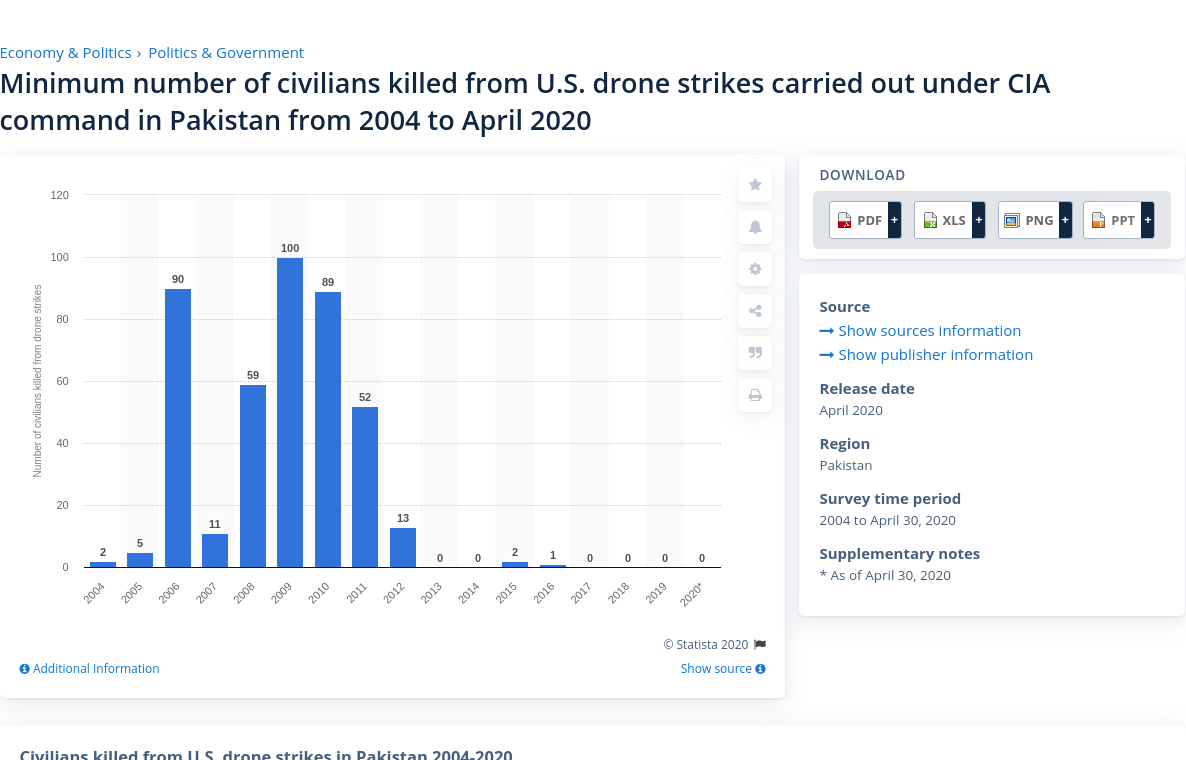 Economy & Politics › Politics & Government
Minimum number of civilians killed from U.S. drone strikes carried out under CIA
command in Pakistan from 2004 to April 2020
Number of civilians killed from drone strikes
120
100
80
60
40
20
0
2
5
90
11
59
100
89
52
13
0
0
2
1
0
0
0
0
2004
2005
2006
2007
2008
2009
2010
2011
2012
2013
2014
2015
2016
2017
2018
2019
2020*
© Statista 2020
Additional Information
Show source
DOWNLOAD
PDF +
XLS +
PNG +
PPT +
Source
Show sources information
Show publisher information
Release date
April 2020
Region
Pakistan
Survey time period
2004 to April 30, 2020
Supplementary notes
* As of April 30, 2020
Civilians killed from U.S. drone strikes in Pakistan 2004-2020